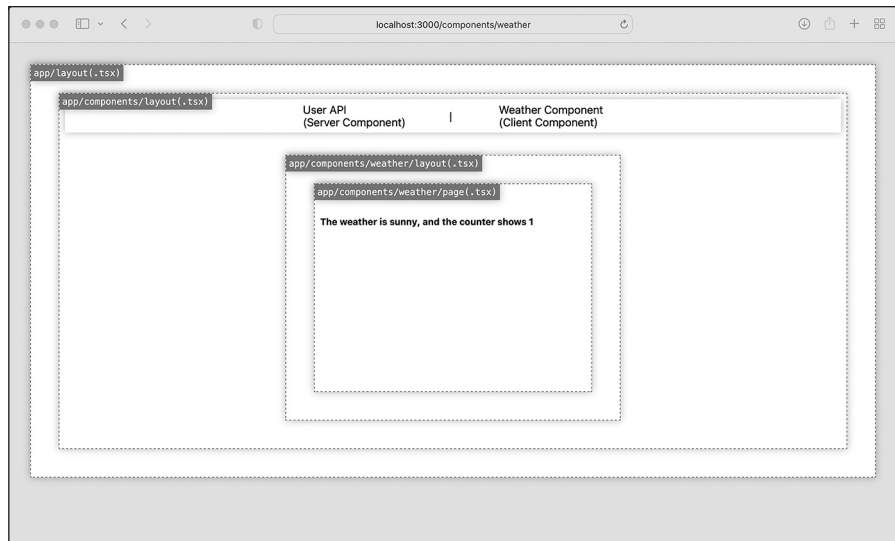 localhost:3000/components/weather
app/layout(.tsx)
app/components/layout(.tsx)
User API
(Server Component)
|
Weather Component
(Client Component)
app/components/weather/layout(.tsx)
app/components/weather/page(.tsx)
The weather is sunny, and the counter shows 1